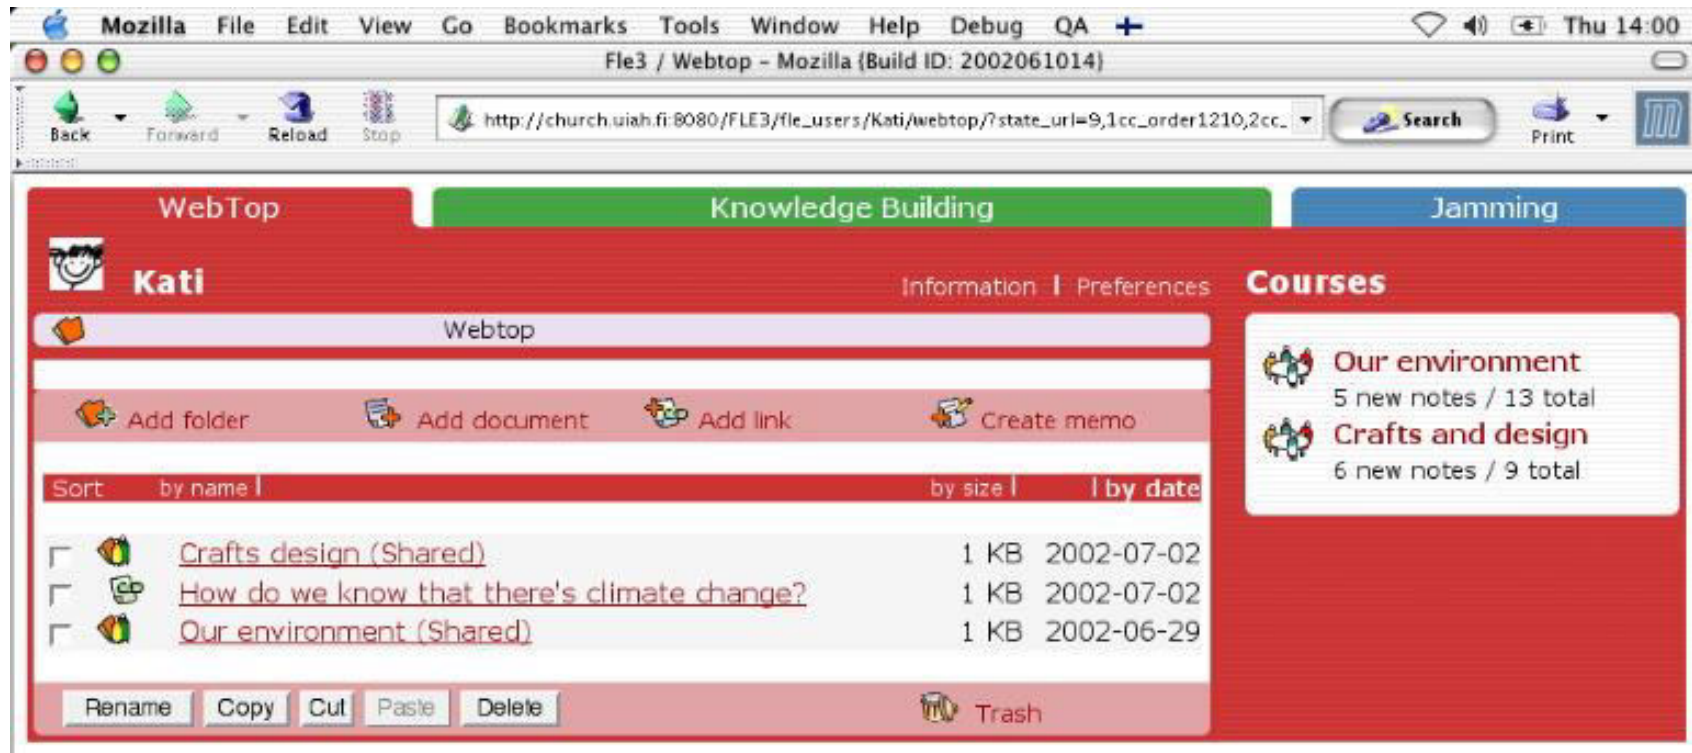 Mozilla File Edit View Go Bookmarks Tools Window Help Debug QA Thu 14:00
Fle3 / Webtop – Mozilla {Build ID: 2002061014}
Back Forward Reload Stop http://church.uiah.fi:8080/FLE3/fle_users/Kati/webtop/?state_url=9,1cc_order1210,2cc_ Search Print
WebTop Knowledge Building Jamming
Kati Information | Preferences Courses
Webtop
Our environment
5 new notes / 13 total
Add folder Add document Add link Create memo
Crafts and design
6 new notes / 9 total
Sort by name | by size | | by date
Crafts design (Shared) 1 KB 2002-07-02
How do we know that there's climate change? 1 KB 2002-07-02
Our environment (Shared) 1 KB 2002-06-29
Rename Copy Cut Paste Delete Trash